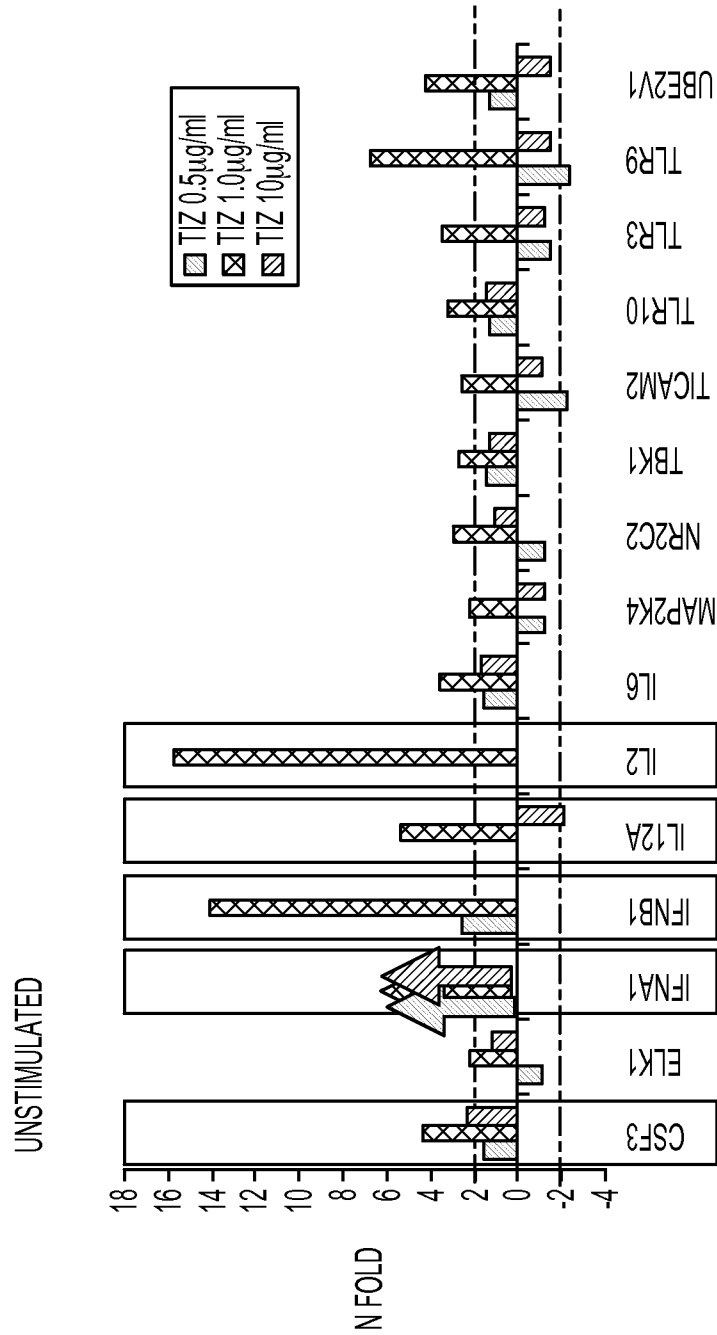 UNSTIMULATED
TIZ 0.5µg/ml
TIZ 1.0µg/ml
TIZ 10µg/ml
N FOLD
18
16
14
12
10
8
6
4
2
0
-2
-4
CSF3
ELK1
IFNA1
IFNB1
IL12A
IL2
IL6
MAP2K4
NR2C2
TBK1
TICAM2
TLR10
TLR3
TLR9
UBE2V1